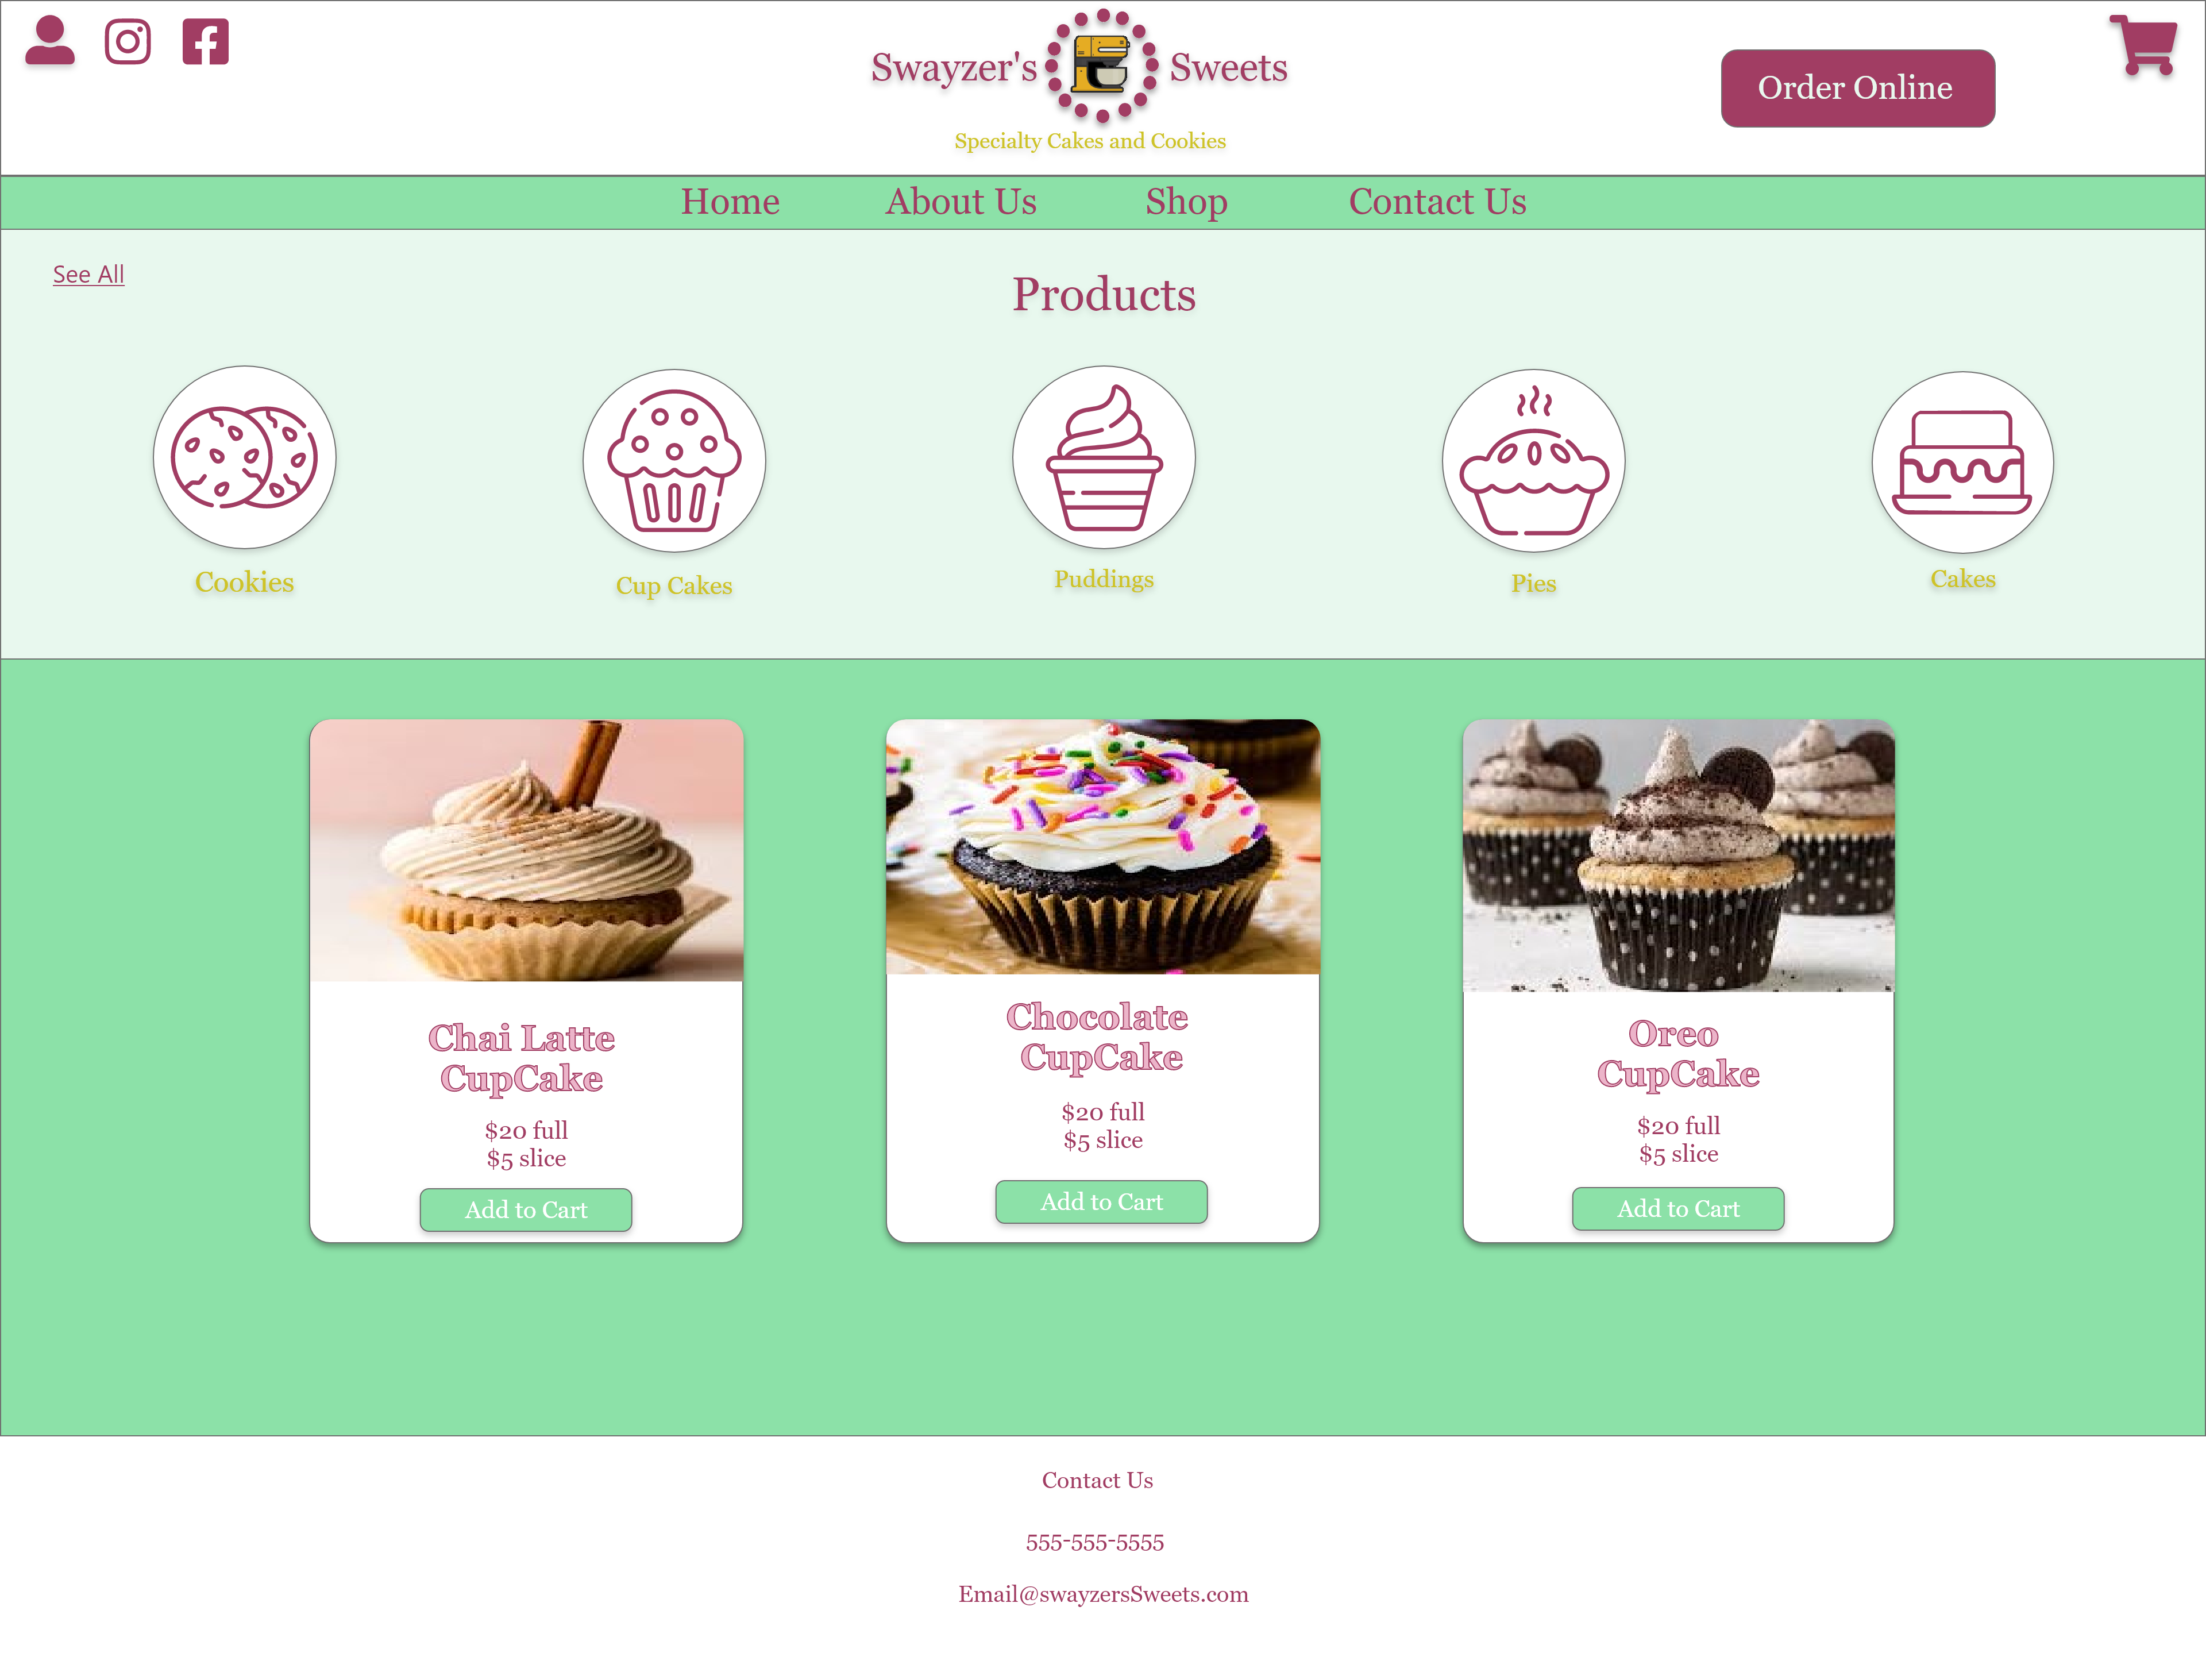 Swayzer's Sweets
Specialty Cakes and Cookies
Order Online
Home About Us Shop Contact Us
See All
Products
Cookies
Cup Cakes
Puddings
Pies
Cakes
Chai Latte
CupCake
$20 full
$5 slice
Add to Cart
Chocolate
CupCake
$20 full
$5 slice
Add to Cart
Oreo
CupCake
$20 full
$5 slice
Add to Cart
Contact Us
555-555-5555
Email@swayzersSweets.com